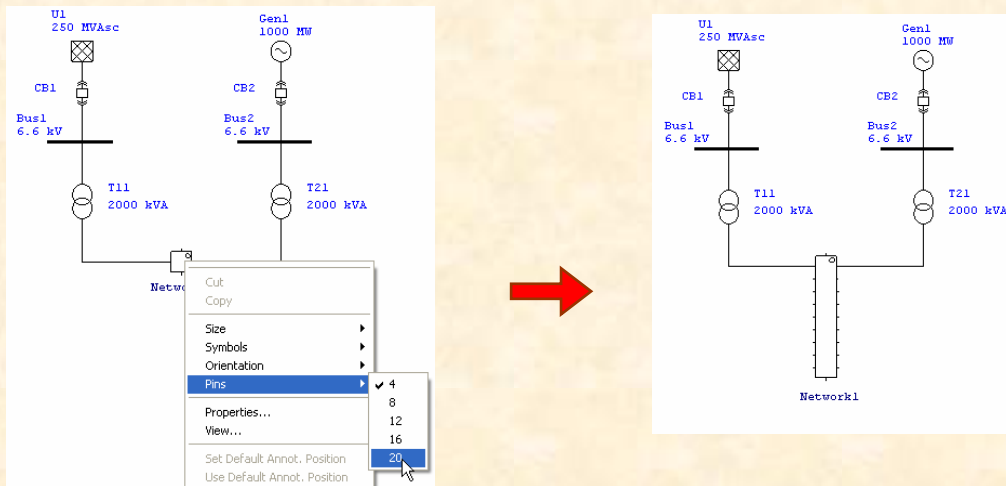 U1
250 MVAsc
Gen1
1000 MW
CB1
CB2
Bus1
6.6 kV
Bus2
6.6 kV
T11
2000 kVA
T21
2000 kVA
Netwo
Cut
Copy
Size
Symbols
Orientation
Pins
Properties...
View...
Set Default Annot. Position
Use Default Annot. Position
4
8
12
16
20
U1
250 MVAsc
Gen1
1000 MW
CB1
CB2
Bus1
6.6 kV
Bus2
6.6 kV
T11
2000 kVA
T21
2000 kVA
Network1